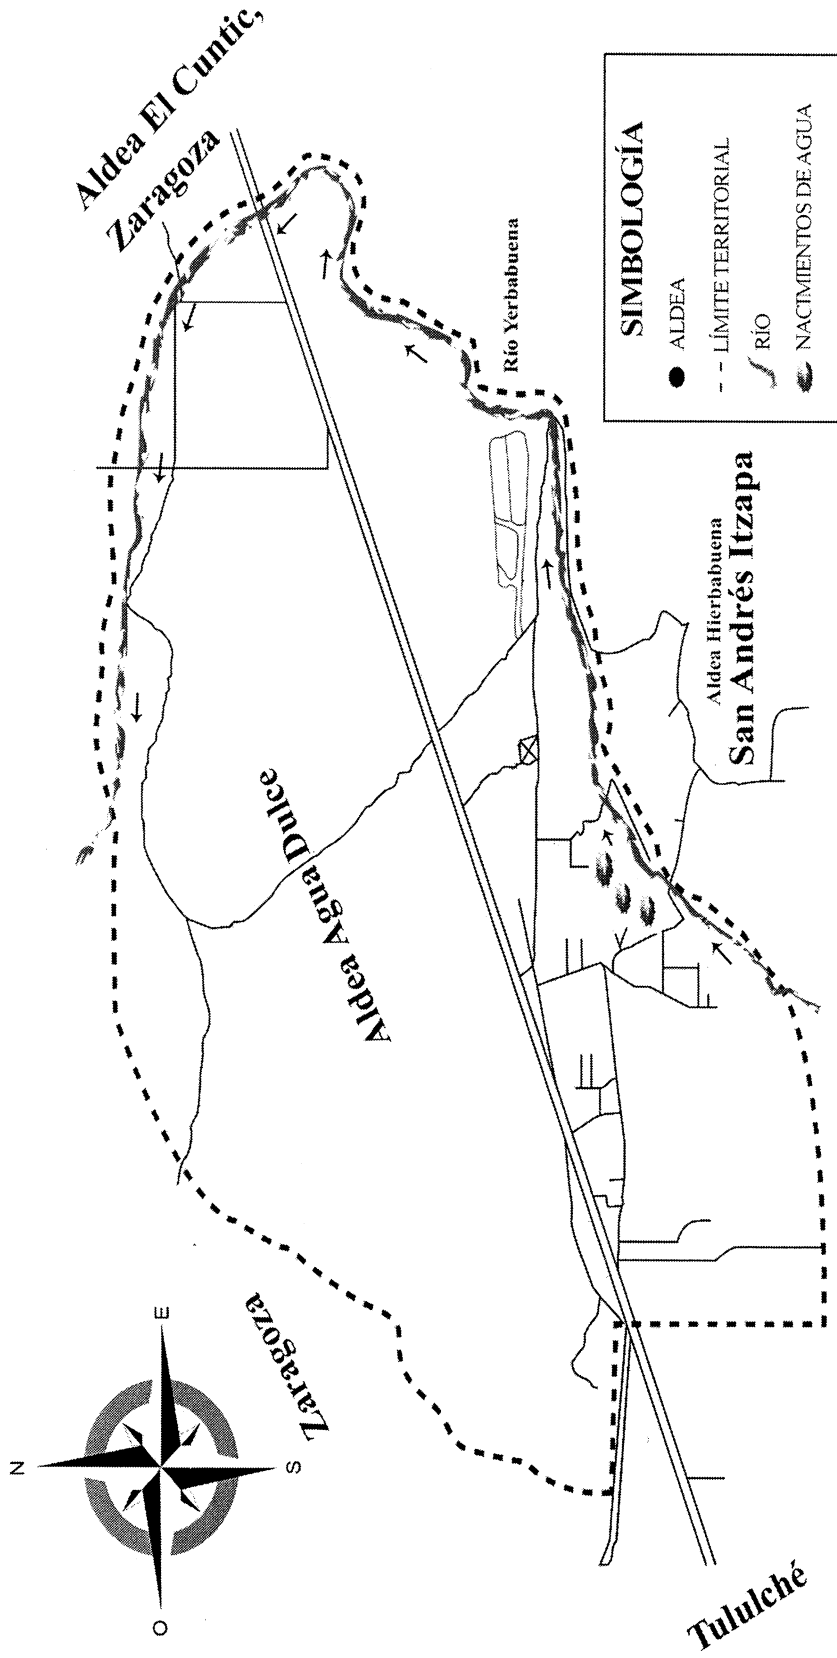 Aldea El Cuntic,
Zaragoza
N
E
S
O
Zaragoza
Aldea Agua Dulce
Río Yerbabuena
Aldea Hierbabuena
San Andrés Itzapa
Tululché
SIMBOLOGÍA
ALDEA
LÍMITE TERRITORIAL
RÍO
NACTMIENTOS DE AGUA